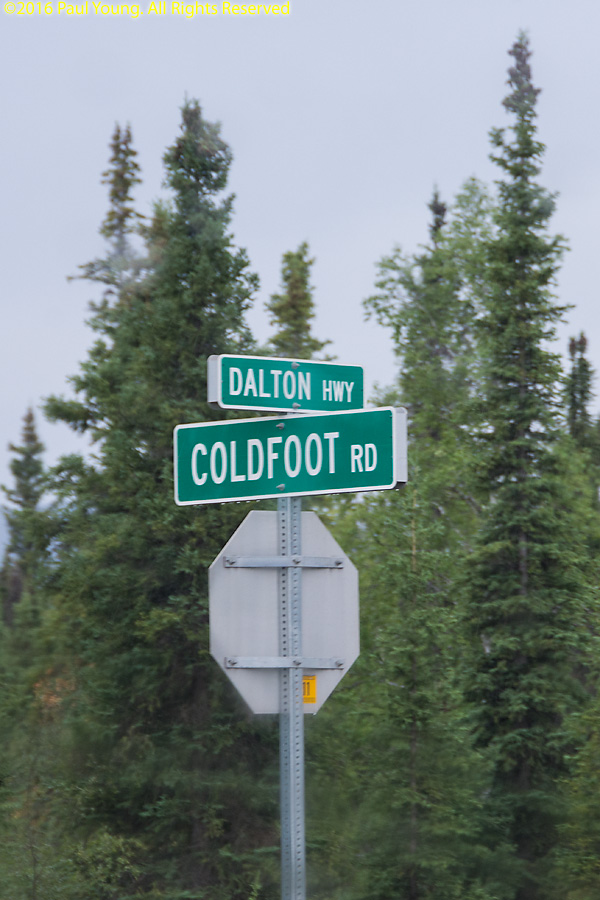 ©2016 Paul Young. All Rights Reserved
DALTON HWY
COLDFOOT RD